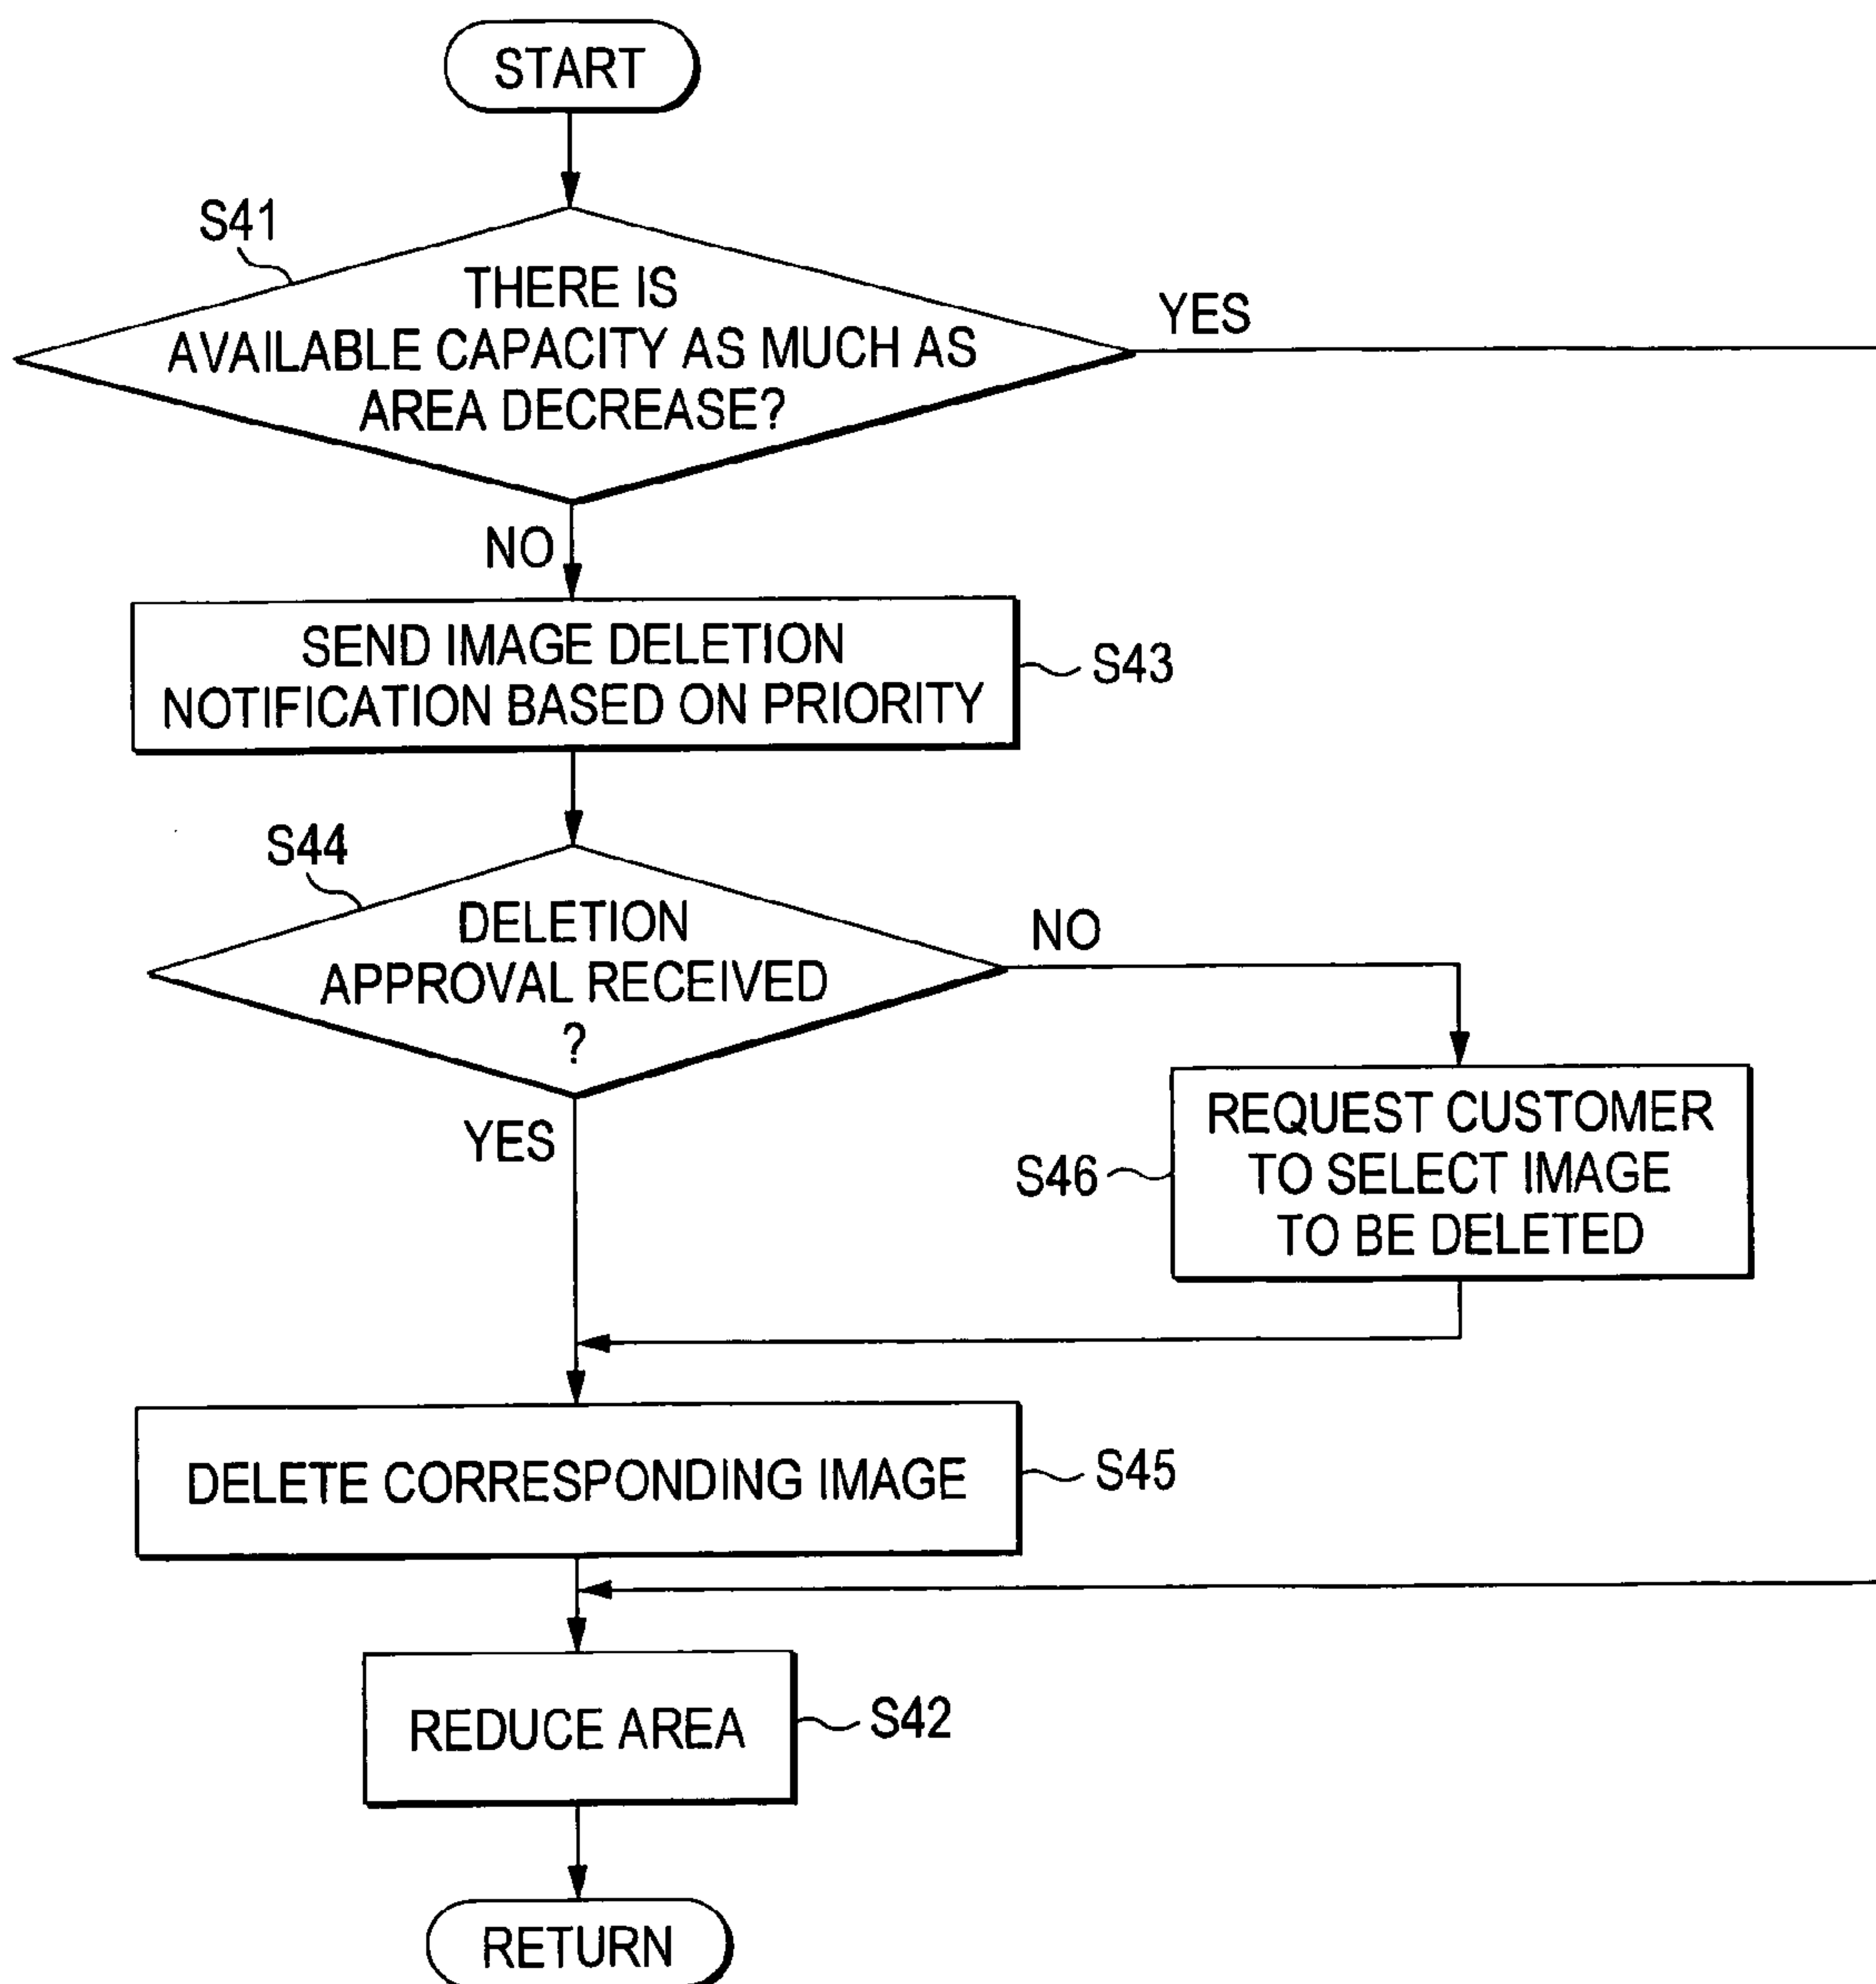 START
S41
THERE IS
AVAILABLE CAPACITY AS MUCH AS
AREA DECREASE?
YES
NO
SEND IMAGE DELETION
NOTIFICATION BASED ON PRIORITY
S43
S44
DELETION
APPROVAL RECEIVED
?
NO
YES
REQUEST CUSTOMER
TO SELECT IMAGE
TO BE DELETED
S46
DELETE CORRESPONDING IMAGE
S45
REDUCE AREA
S42
RETURN